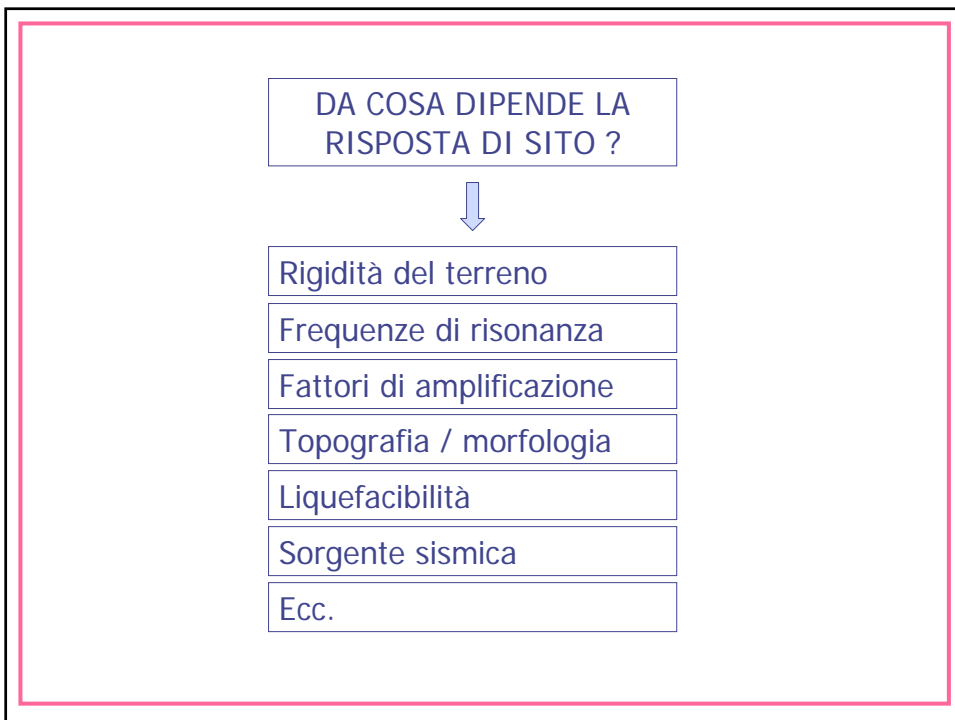 DA COSA DIPENDE LA
RISPOSTA DI SITO ?
Rigidità del terreno
Frequenze di risonanza
Fattori di amplificazione
Topografia / morfologia
Liquefacibilità
Sorgente sismica
Ecc.